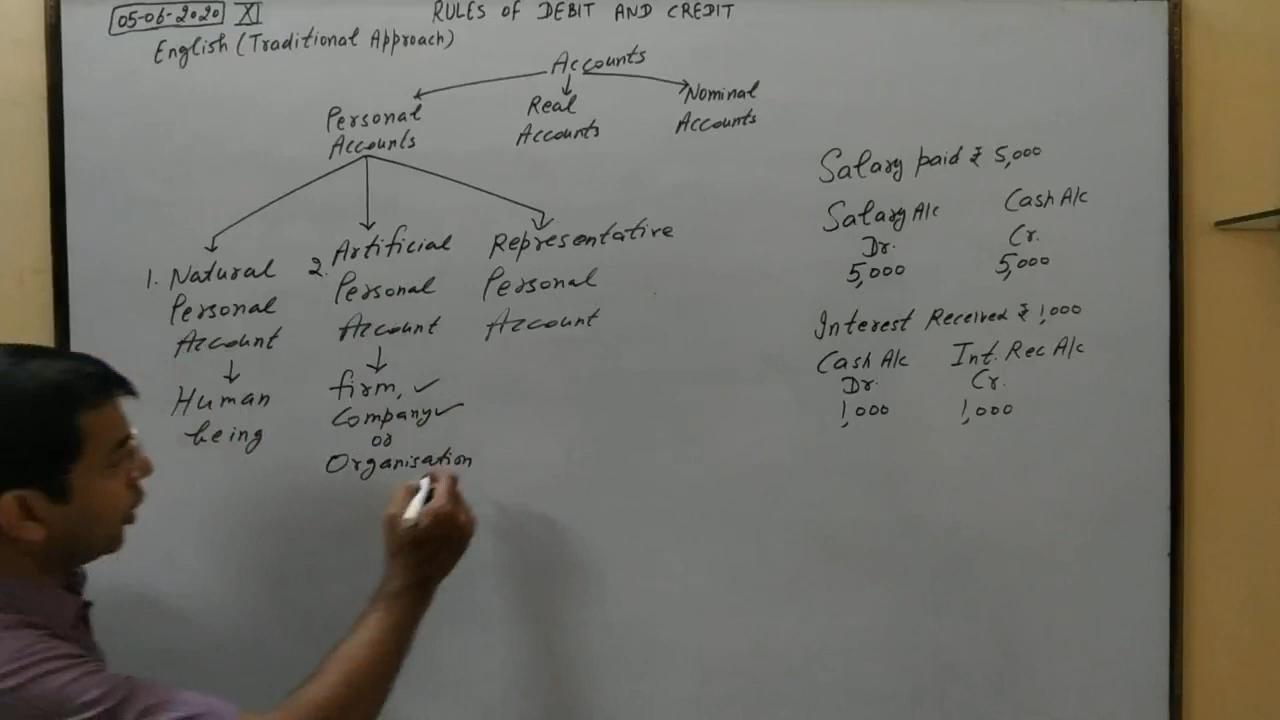 05-06-2020 XI RULES OF DEBIT AND CREDIT
English (Traditional Approach)
Accounts
Personal Accounts
Real Accounts
Nominal Accounts
1. Natural
Personal
Account
Human
being
2. Artificial
Personal
Account
firm, ✓
Company ✓
or
Organisation
Representative
Personal
Account
Salary paid ₹ 5,000
Salary A/c Cash A/c
Dr. Cr.
5,000 5,000
Interest Received ₹ 1,000
Cash A/c Int. Rec A/c
Dr. Cr.
1,000 1,000